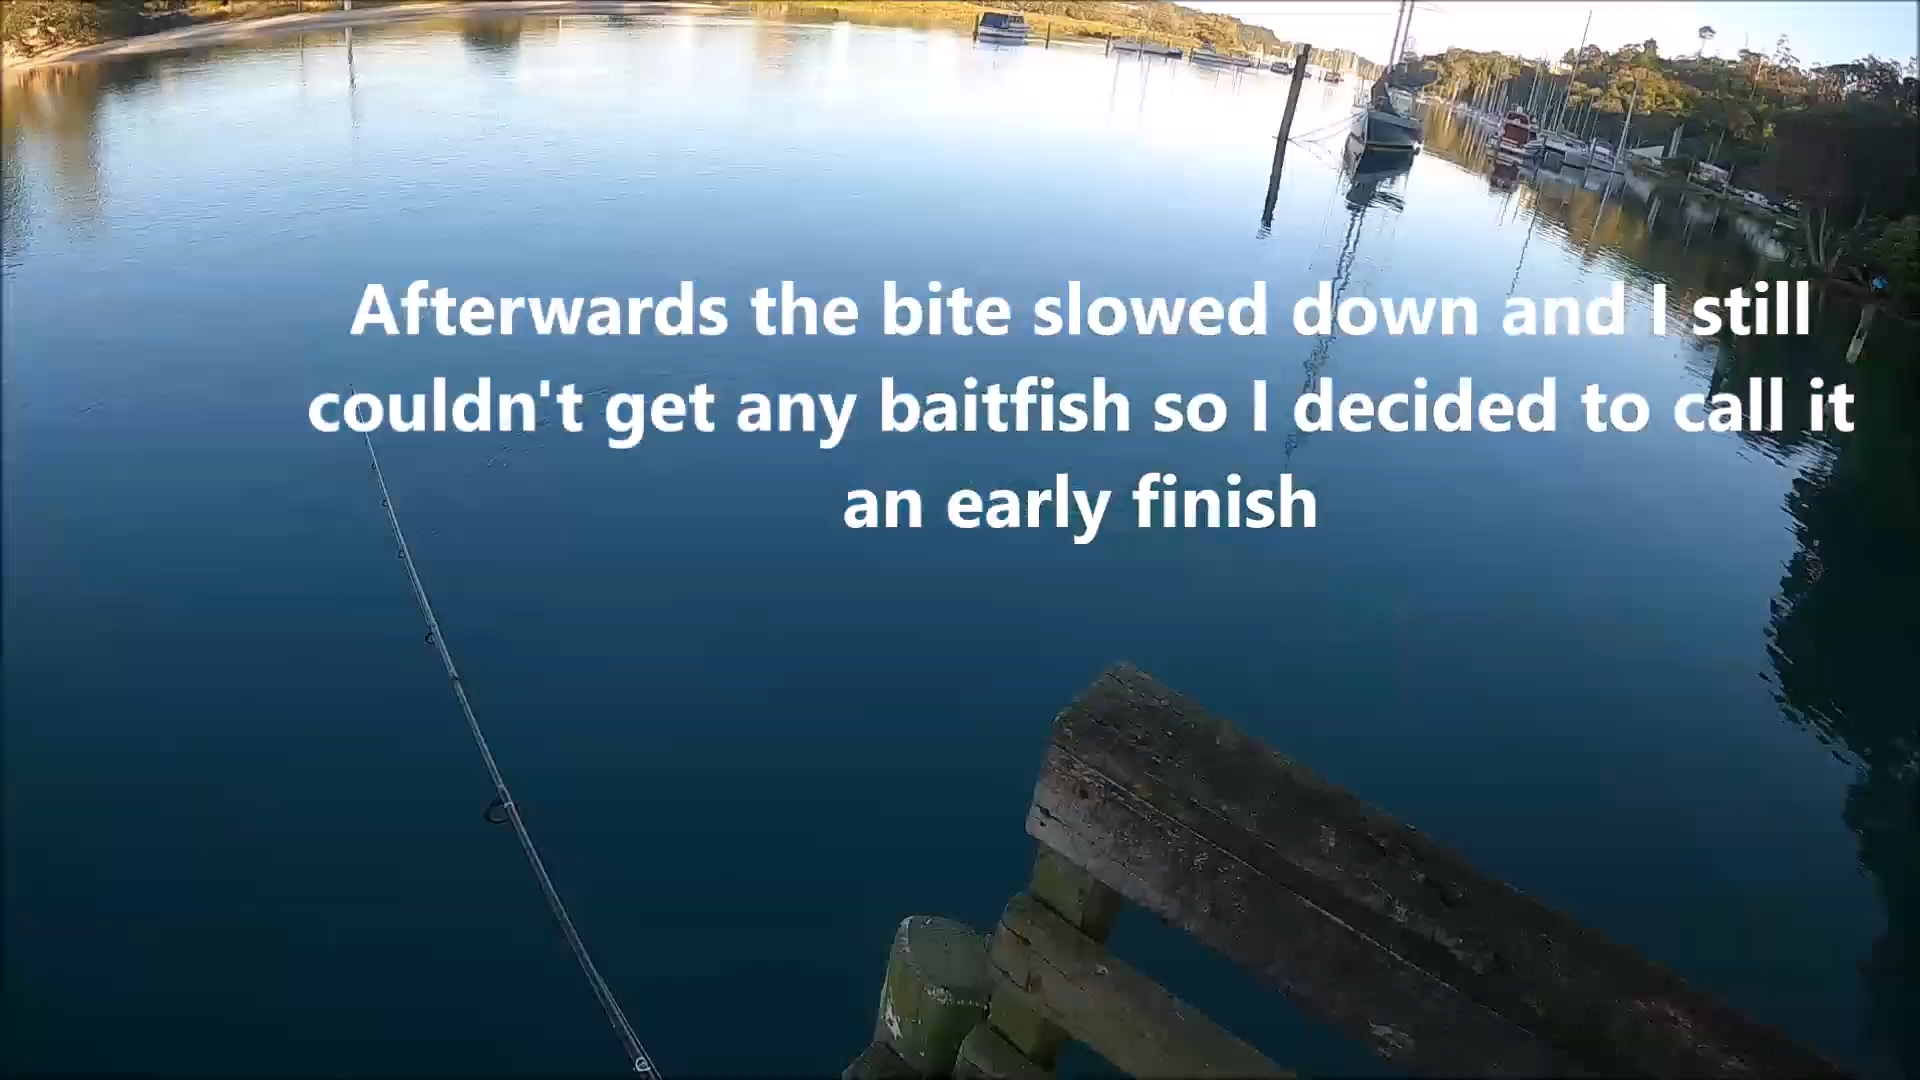 Afterwards the bite slowed down and I still
couldn't get any baitfish so I decided to call it
an early finish